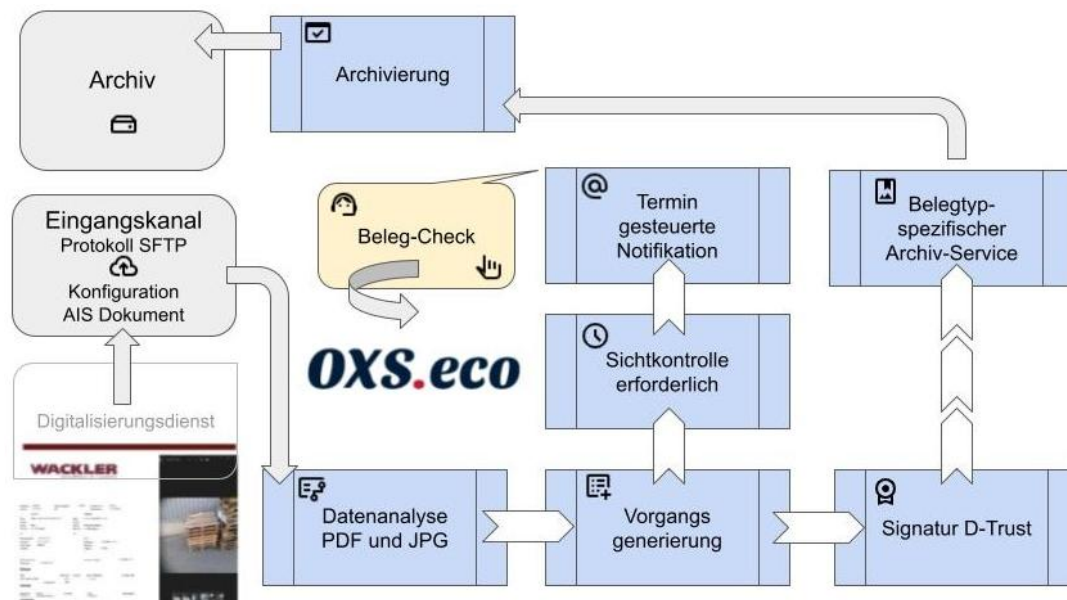 Archiv
Archivierung
Eingangskanal
Protokoll SFTP
Konfiguration
AIS Dokument
Beleg-Check
Termin
gesteuerte
Notifikation
Belegtyp-
spezifischer
Archiv-Service
Sichtkontrolle
erforderlich
OXS.eco
Digitalisierungsdienst
WACKLER
Datenanalyse
PDF und JPG
Vorgangs
generierung
Signatur D-Trust